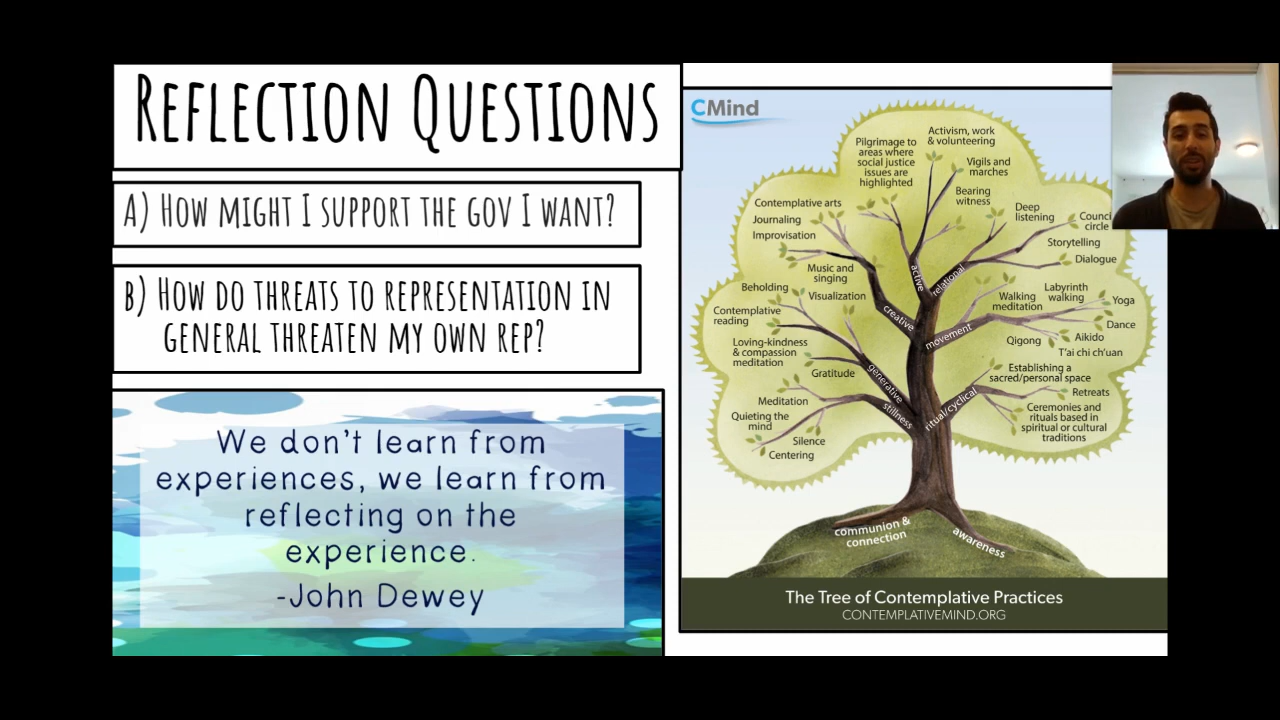 REFLECTION QUESTIONS
A) HOW MIGHT I SUPPORT THE GOV I WANT?
B) HOW DO THREATS TO REPRESENTATION IN
GENERAL THREATEN MY OWN REP?
We don't learn from
experiences, we learn from
reflecting on the
experience.
-John Dewey
CMind
Activism, work
& volunteering
Pilgrimage to
areas where
social justice
issues are
highlighted
Vigils and
marches
Bearing
witness
Contemplative arts
Journaling
Improvisation
Deep
listening
Storytelling
Dialogue
Music and
singing
Beholding
Visualization
Contemplative
reading
Loving-kindness
& compassion
meditation
Gratitude
Walking
meditation
Labyrinth
walking
Yoga
Dance
Qigong
Aikido
T'ai chi ch'uan
Establishing a
sacred/personal space
Retreats
Ceremonies and
rituals based in
spiritual or cultural
traditions
Meditation
Quieting the
mind
Silence
Centering
active
relational
creative
movement
generative
stillness
ritual/cyclical
communion &
connection
awareness
The Tree of Contemplative Practices
CONTEMPLATIVEMIND.ORG